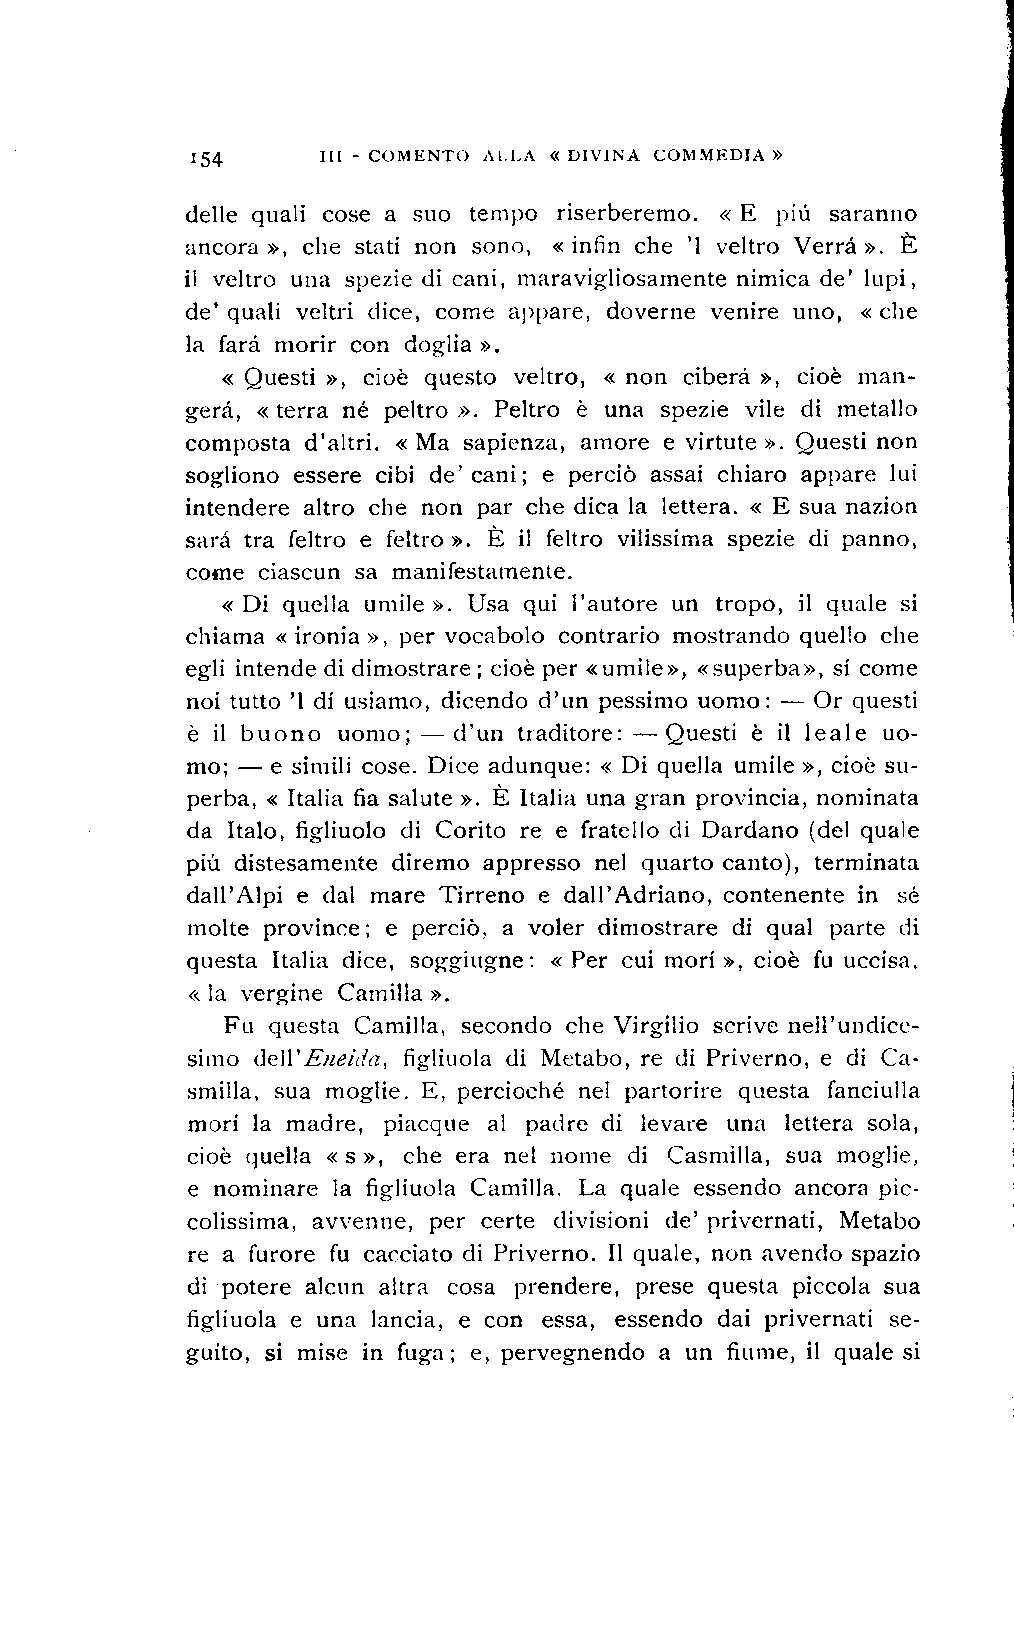 154 III - COMENTO ALLA « DIVINA COMMEDIA »
delle quali cose a suo tempo riserberemo. « E piú saranno
ancora », che stati non sono, « infin che 'l veltro Verrá ». È
il veltro una spezie di cani, maravigliosamente nimica de' lupi,
de' quali veltri dice, come appare, doverne venire uno, « che
la fará morir con doglia ».
« Questi », cioè questo veltro, « non ciberá », cioè man-
gerá, « terra né peltro ». Peltro è una spezie vile di metallo
composta d'altri. « Ma sapienza, amore e virtute ». Questi non
sogliono essere cibi de' cani; e perciò assai chiaro appare lui
intendere altro che non par che dica la lettera. « E sua nazion
sará tra feltro e feltro ». È il feltro vilissima spezie di panno,
come ciascun sa manifestamente.
« Di quella umile ». Usa qui l'autore un tropo, il quale si
chiama « ironia », per vocabolo contrario mostrando quello che
egli intende di dimostrare; cioè per «umile», «superba», sí come
noi tutto 'l dí usiamo, dicendo d'un pessimo uomo: — Or questi
è il buono uomo; — d'un traditore: — Questi è il leale uo-
mo; — e simili cose. Dice adunque: « Di quella umile », cioè su-
perba, « Italia fia salute ». È Italia una gran provincia, nominata
da Italo, figliuolo di Corito re e fratello di Dardano (del quale
piú distesamente diremo appresso nel quarto canto), terminata
dall'Alpi e dal mare Tirreno e dall'Adriano, contenente in sé
molte province; e perciò, a voler dimostrare di qual parte di
questa Italia dice, soggiugne: « Per cui morí », cioè fu uccisa,
« la vergine Camilla ».
Fu questa Camilla, secondo che Virgilio scrive nell'undice-
simo dell'Eneida, figliuola di Metabo, re di Priverno, e di Ca-
smilla, sua moglie. E, percioché nel partorire questa fanciulla
morí la madre, piacque al padre di levare una lettera sola,
cioè quella « s », che era nel nome di Casmilla, sua moglie,
e nominare la figliuola Camilla. La quale essendo ancora pic-
colissima, avvenne, per certe divisioni de' privernati, Metabo
re a furore fu cacciato di Priverno. Il quale, non avendo spazio
di potere alcun altra cosa prendere, prese questa piccola sua
figliuola e una lancia, e con essa, essendo dai privernati se-
guito, si mise in fuga; e, pervegnendo a un fiume, il quale si